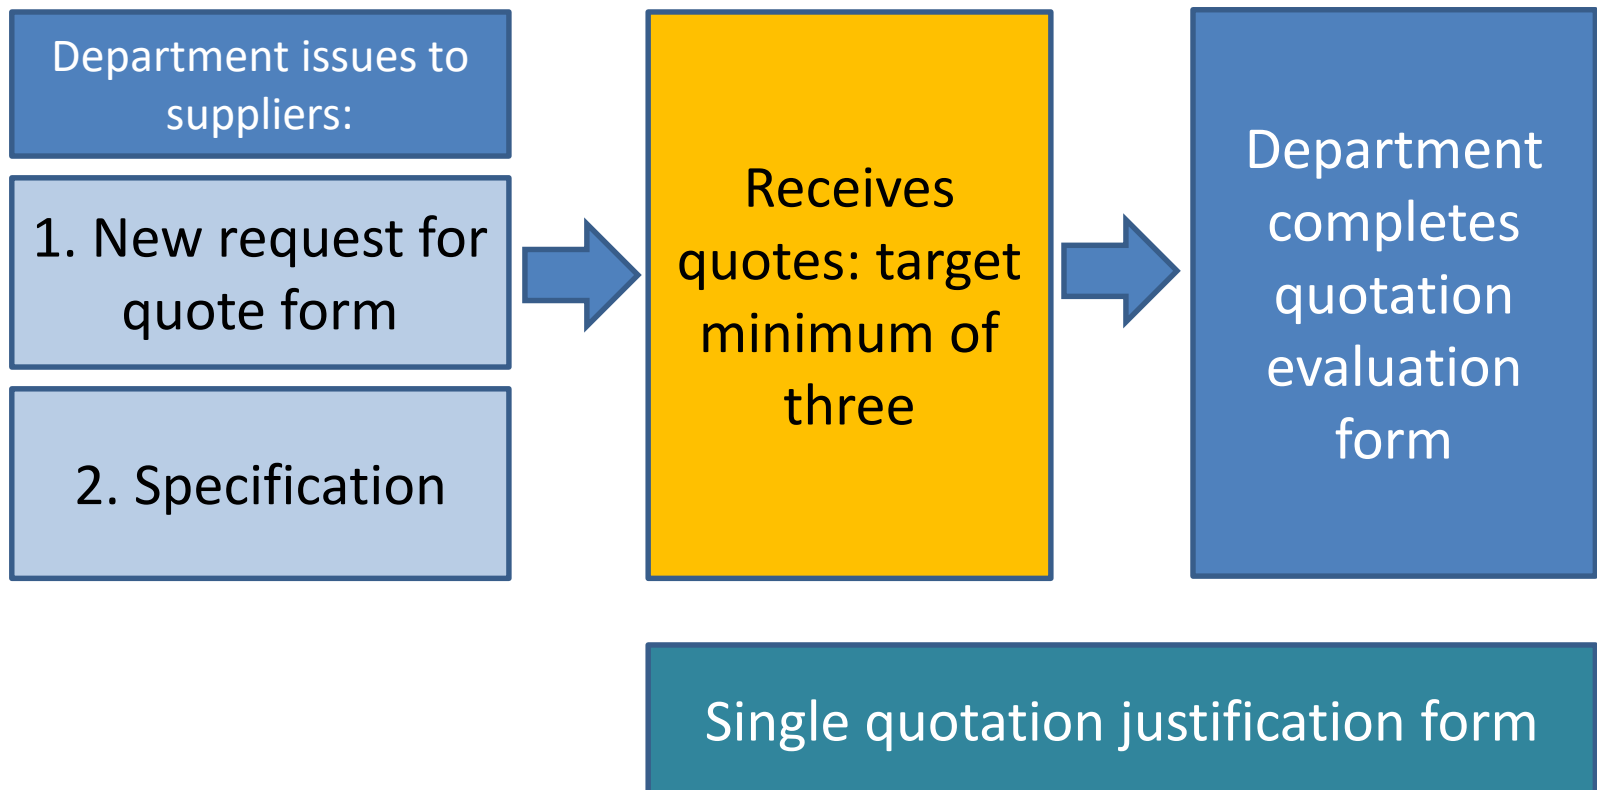 Department issues to
suppliers:
1. New request for
quote form
2. Specification
Receives
quotes: target
minimum of
three
Department
completes
quotation
evaluation
form
Single quotation justification form